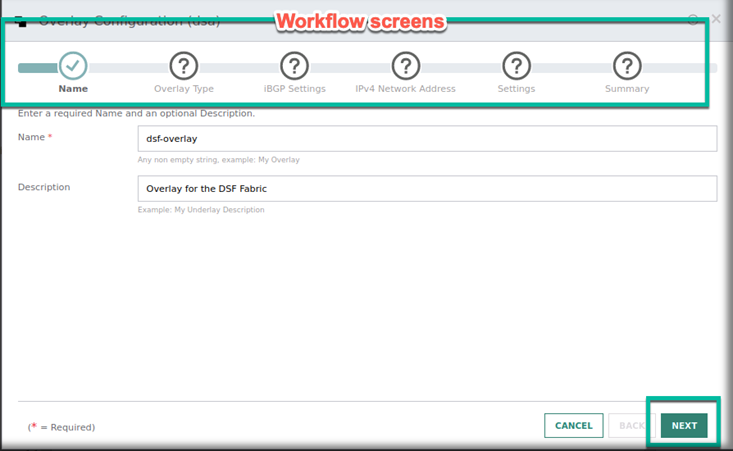 Overlay Configuration (dsa)
Workflow screens
?
?
?
?
?
Name
Overlay Type
iBGP Settings
IPv4 Network Address
Settings
Summary
Enter a required Name and an optional Description.
Name *
dsf-overlay
Any non empty string, example: My Overlay
Description
Overlay for the DSF Fabric
Example: My Underlay Description
(* = Required)
CANCEL
BACK
NEXT